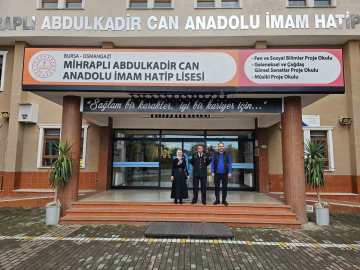 MİHRAPLI ABDULKADİR CAN ANADOLU İMAM HATİP LİSESİ
BURSA - OSMANGAZİ
MİHRAPLI ABDULKADİR CAN
ANADOLU İMAM HATİP LİSESİ
- Fen ve Sosyal Bilimler Proje Okulu
- Geleneksel ve Çağdaş
Görsel Sanatlar Proje Okulu
- Musiki Proje Okulu
"Sağlam bir karakter, iyi bir kariyer için..."